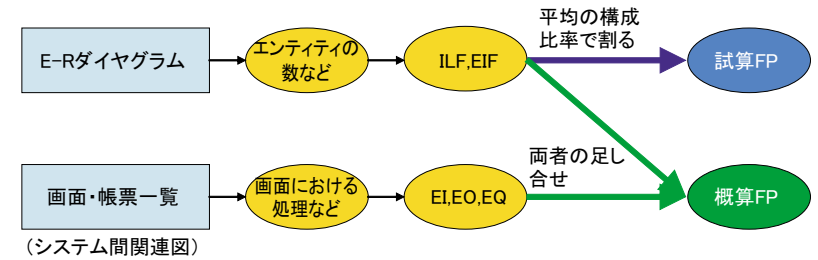 平均の構成
比率で割る
E-Rダイヤグラム
エンティティの
数など
ILF,EIF
試算FP
両者の足し
合せ
画面・帳票一覧
画面における
処理など
EI,EO,EQ
概算FP
（システム間関連図）